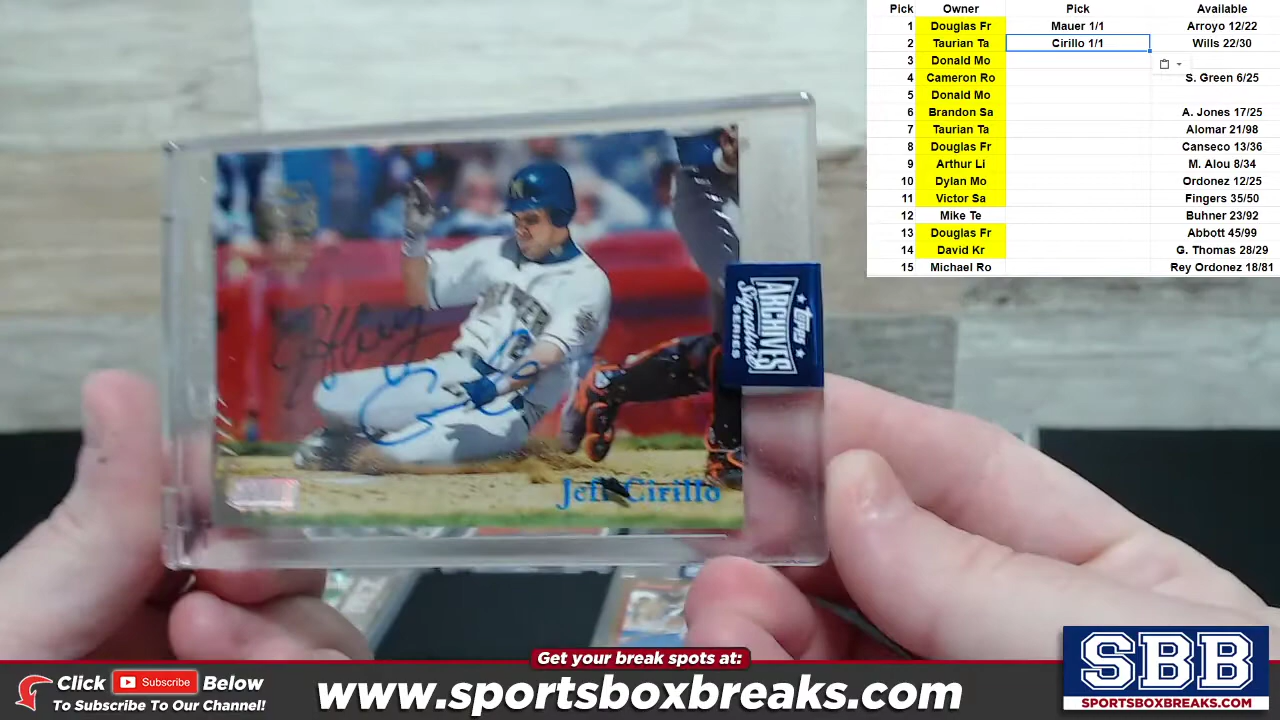 Pick Owner Pick Available
1 Douglas Fr Mauer 1/1 Arroyo 12/22
2 Taurian Ta Cirillo 1/1 Wills 22/30
3 Donald Mo
4 Cameron Ro S. Green 6/25
5 Donald Mo
6 Brandon Sa A. Jones 17/25
7 Taurian Ta Alomar 21/98
8 Douglas Fr Canseco 13/36
9 Arthur Li M. Alou 8/34
10 Dylan Mo Ordonez 12/25
11 Victor Sa Fingers 35/50
12 Mike Te Buhner 23/92
13 Douglas Fr Abbott 45/99
14 David Kr G. Thomas 28/29
15 Michael Ro Rey Ordonez 18/81
topps
ARCHIVES
Signature
SERIES
Jeff Cirillo
Get your break spots at:
Click Subscribe Below
To Subscribe To Our Channel!
www.sportsboxbreaks.com
SBB
SPORTSBOXBREAKS.COM